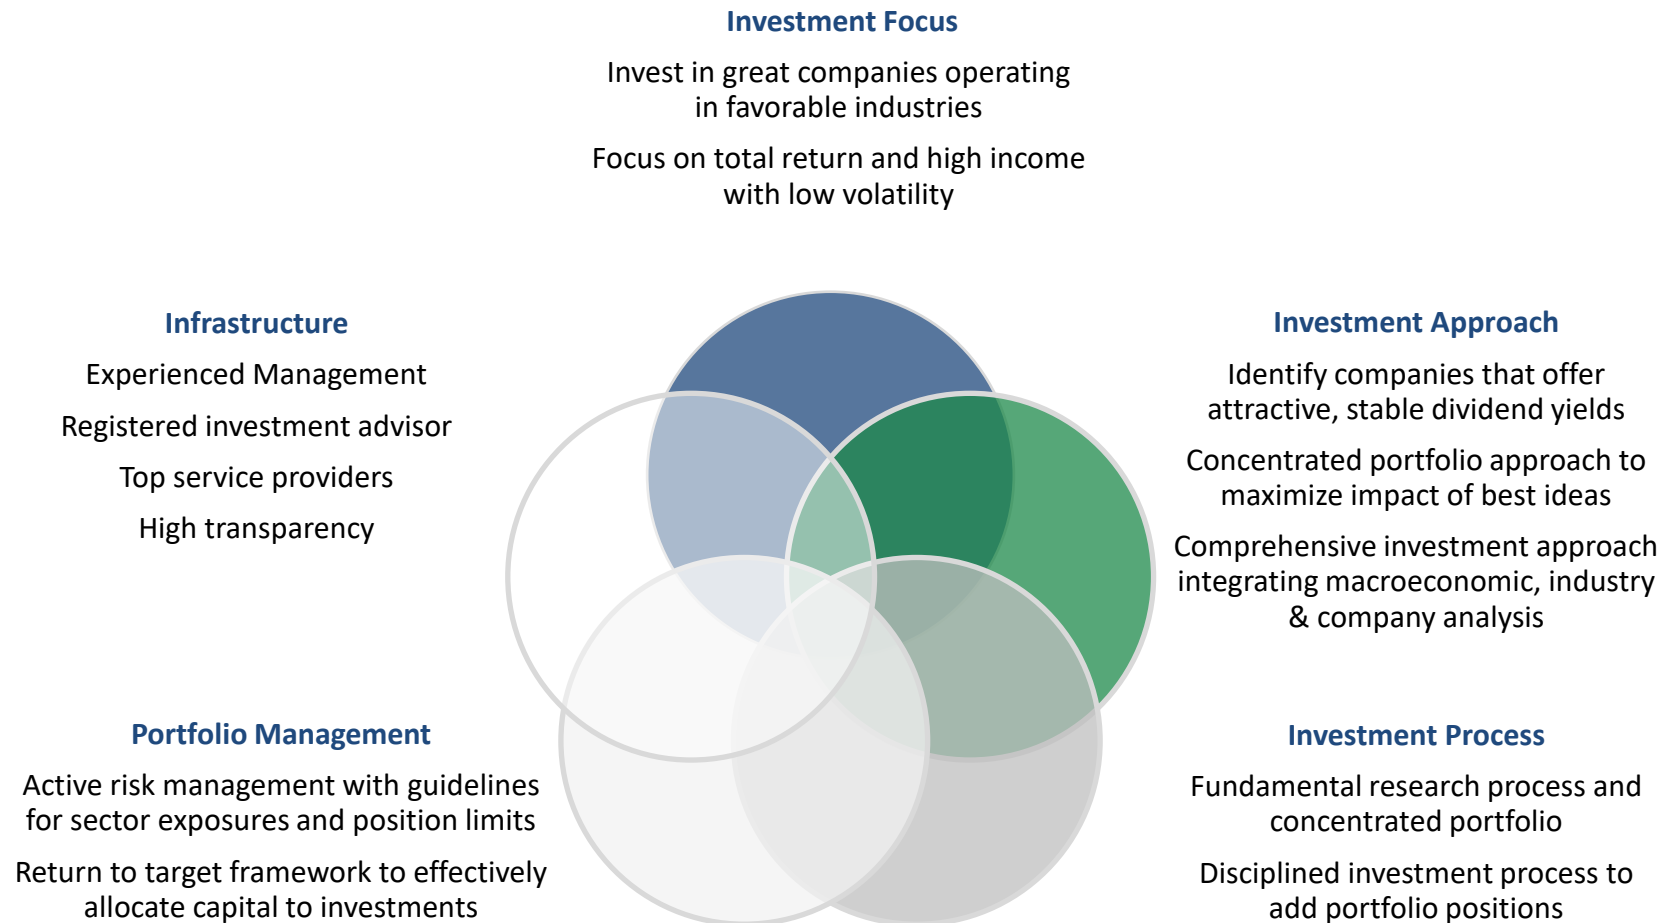 Investment Focus
Invest in great companies operating
in favorable industries
Focus on total return and high income
with low volatility
Infrastructure
Experienced Management
Registered investment advisor
Top service providers
High transparency
Investment Approach
Identify companies that offer
attractive, stable dividend yields
Concentrated portfolio approach to
maximize impact of best ideas
Comprehensive investment approach
integrating macroeconomic, industry
& company analysis
Portfolio Management
Active risk management with guidelines
for sector exposures and position limits
Return to target framework to effectively
allocate capital to investments
Investment Process
Fundamental research process and
concentrated portfolio
Disciplined investment process to
add portfolio positions